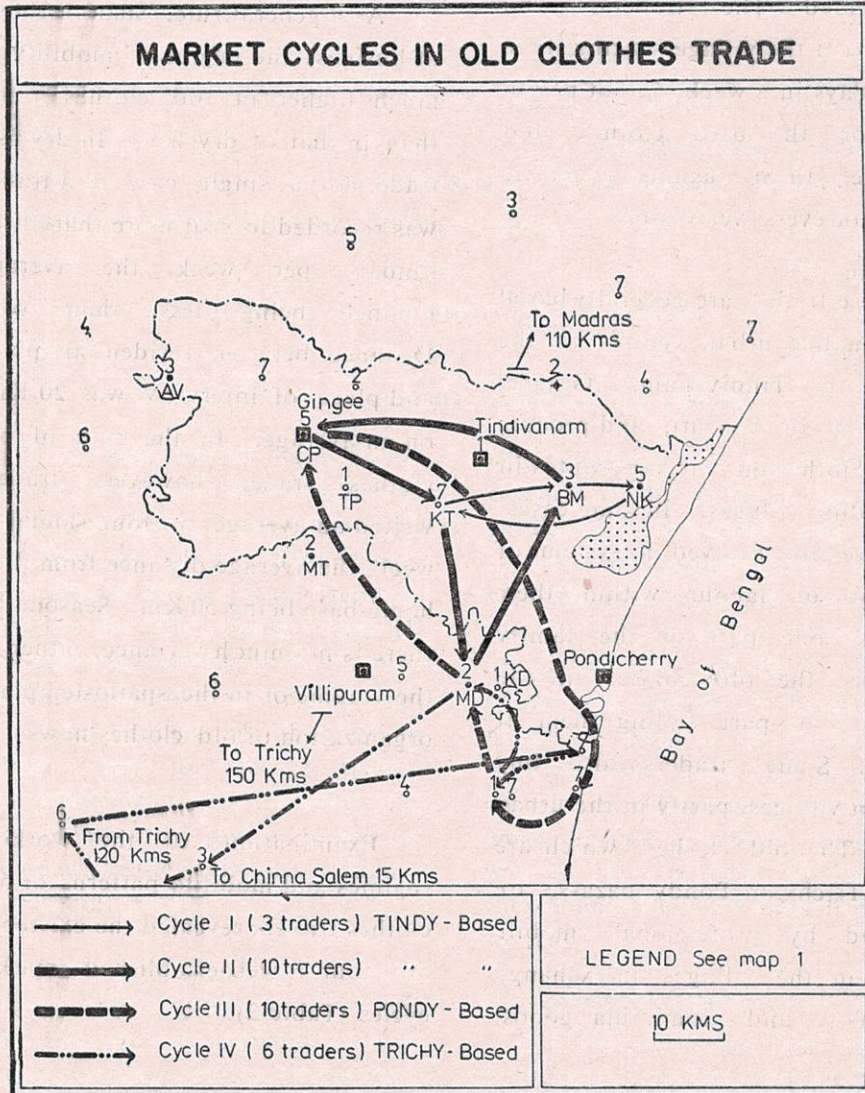 MARKET CYCLES IN OLD CLOTHES TRADE
3
5
7
4
To Madras
110 Kms
7
3
AV
7
2
2
4
6
Gingee
5
CP
Tindivanam
1
1
TP
7
KT
3
BM
5
NK
2
MT
Bay of Bengal
Pondicherry
2
MD
1 KD
5
6
Villipuram
To Trichy
150 Kms
4
1
7
7
6
From Trichy
120 Kms
3
To Chinna Salem 15 Kms
Cycle I ( 3 traders ) TINDY - Based
Cycle II ( 10 traders ) " "
Cycle III ( 10 traders ) PONDY - Based
Cycle IV ( 6 traders ) TRICHY - Based
LEGEND See map 1
10 KMS